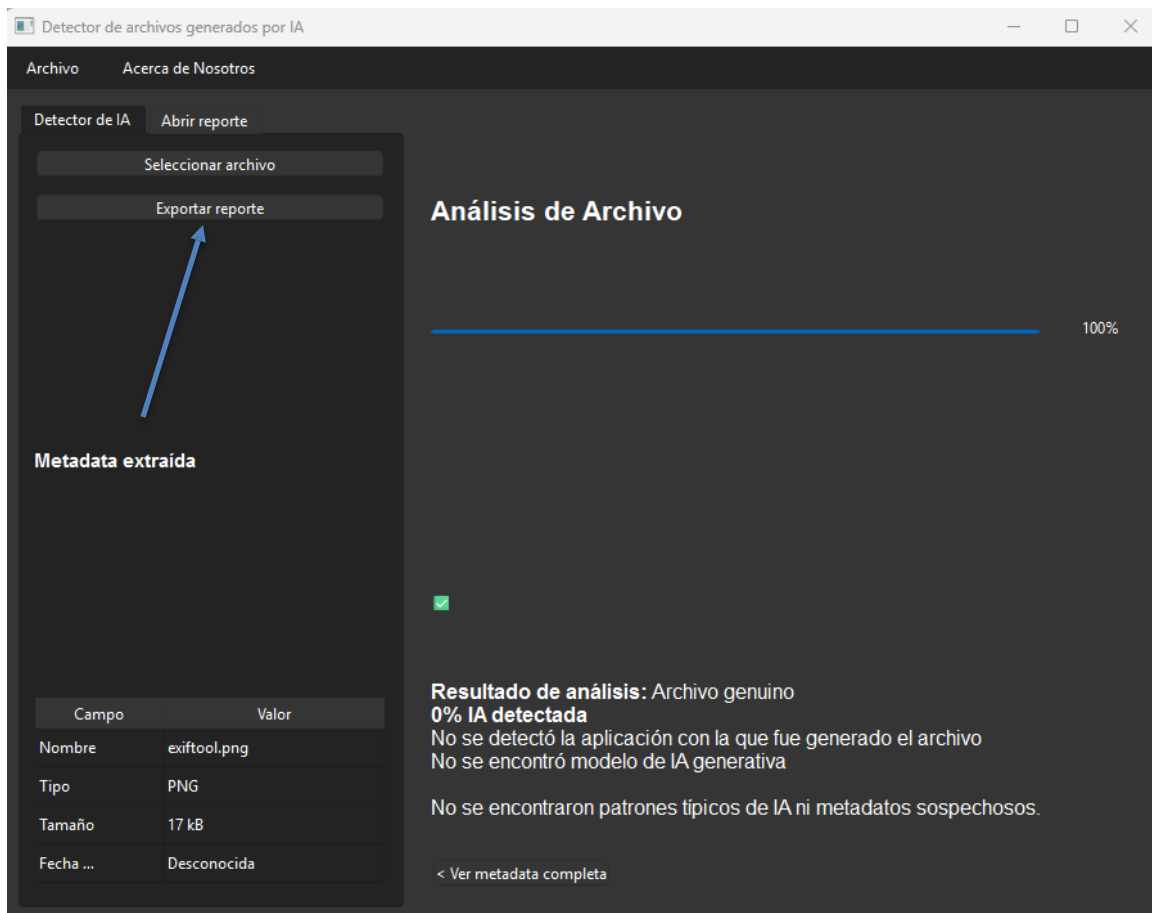 Detector de archivos generados por IA
Archivo Acerca de Nosotros
Detector de IA Abrir reporte
Seleccionar archivo
Exportar reporte
Metadata extraída
Campo Valor
Nombre exiftool.png
Tipo PNG
Tamaño 17 kB
Fecha ... Desconocida
Análisis de Archivo
100%
Resultado de análisis: Archivo genuino
0% IA detectada
No se detectó la aplicación con la que fue generado el archivo
No se encontró modelo de IA generativa
No se encontraron patrones típicos de IA ni metadatos sospechosos.
< Ver metadata completa